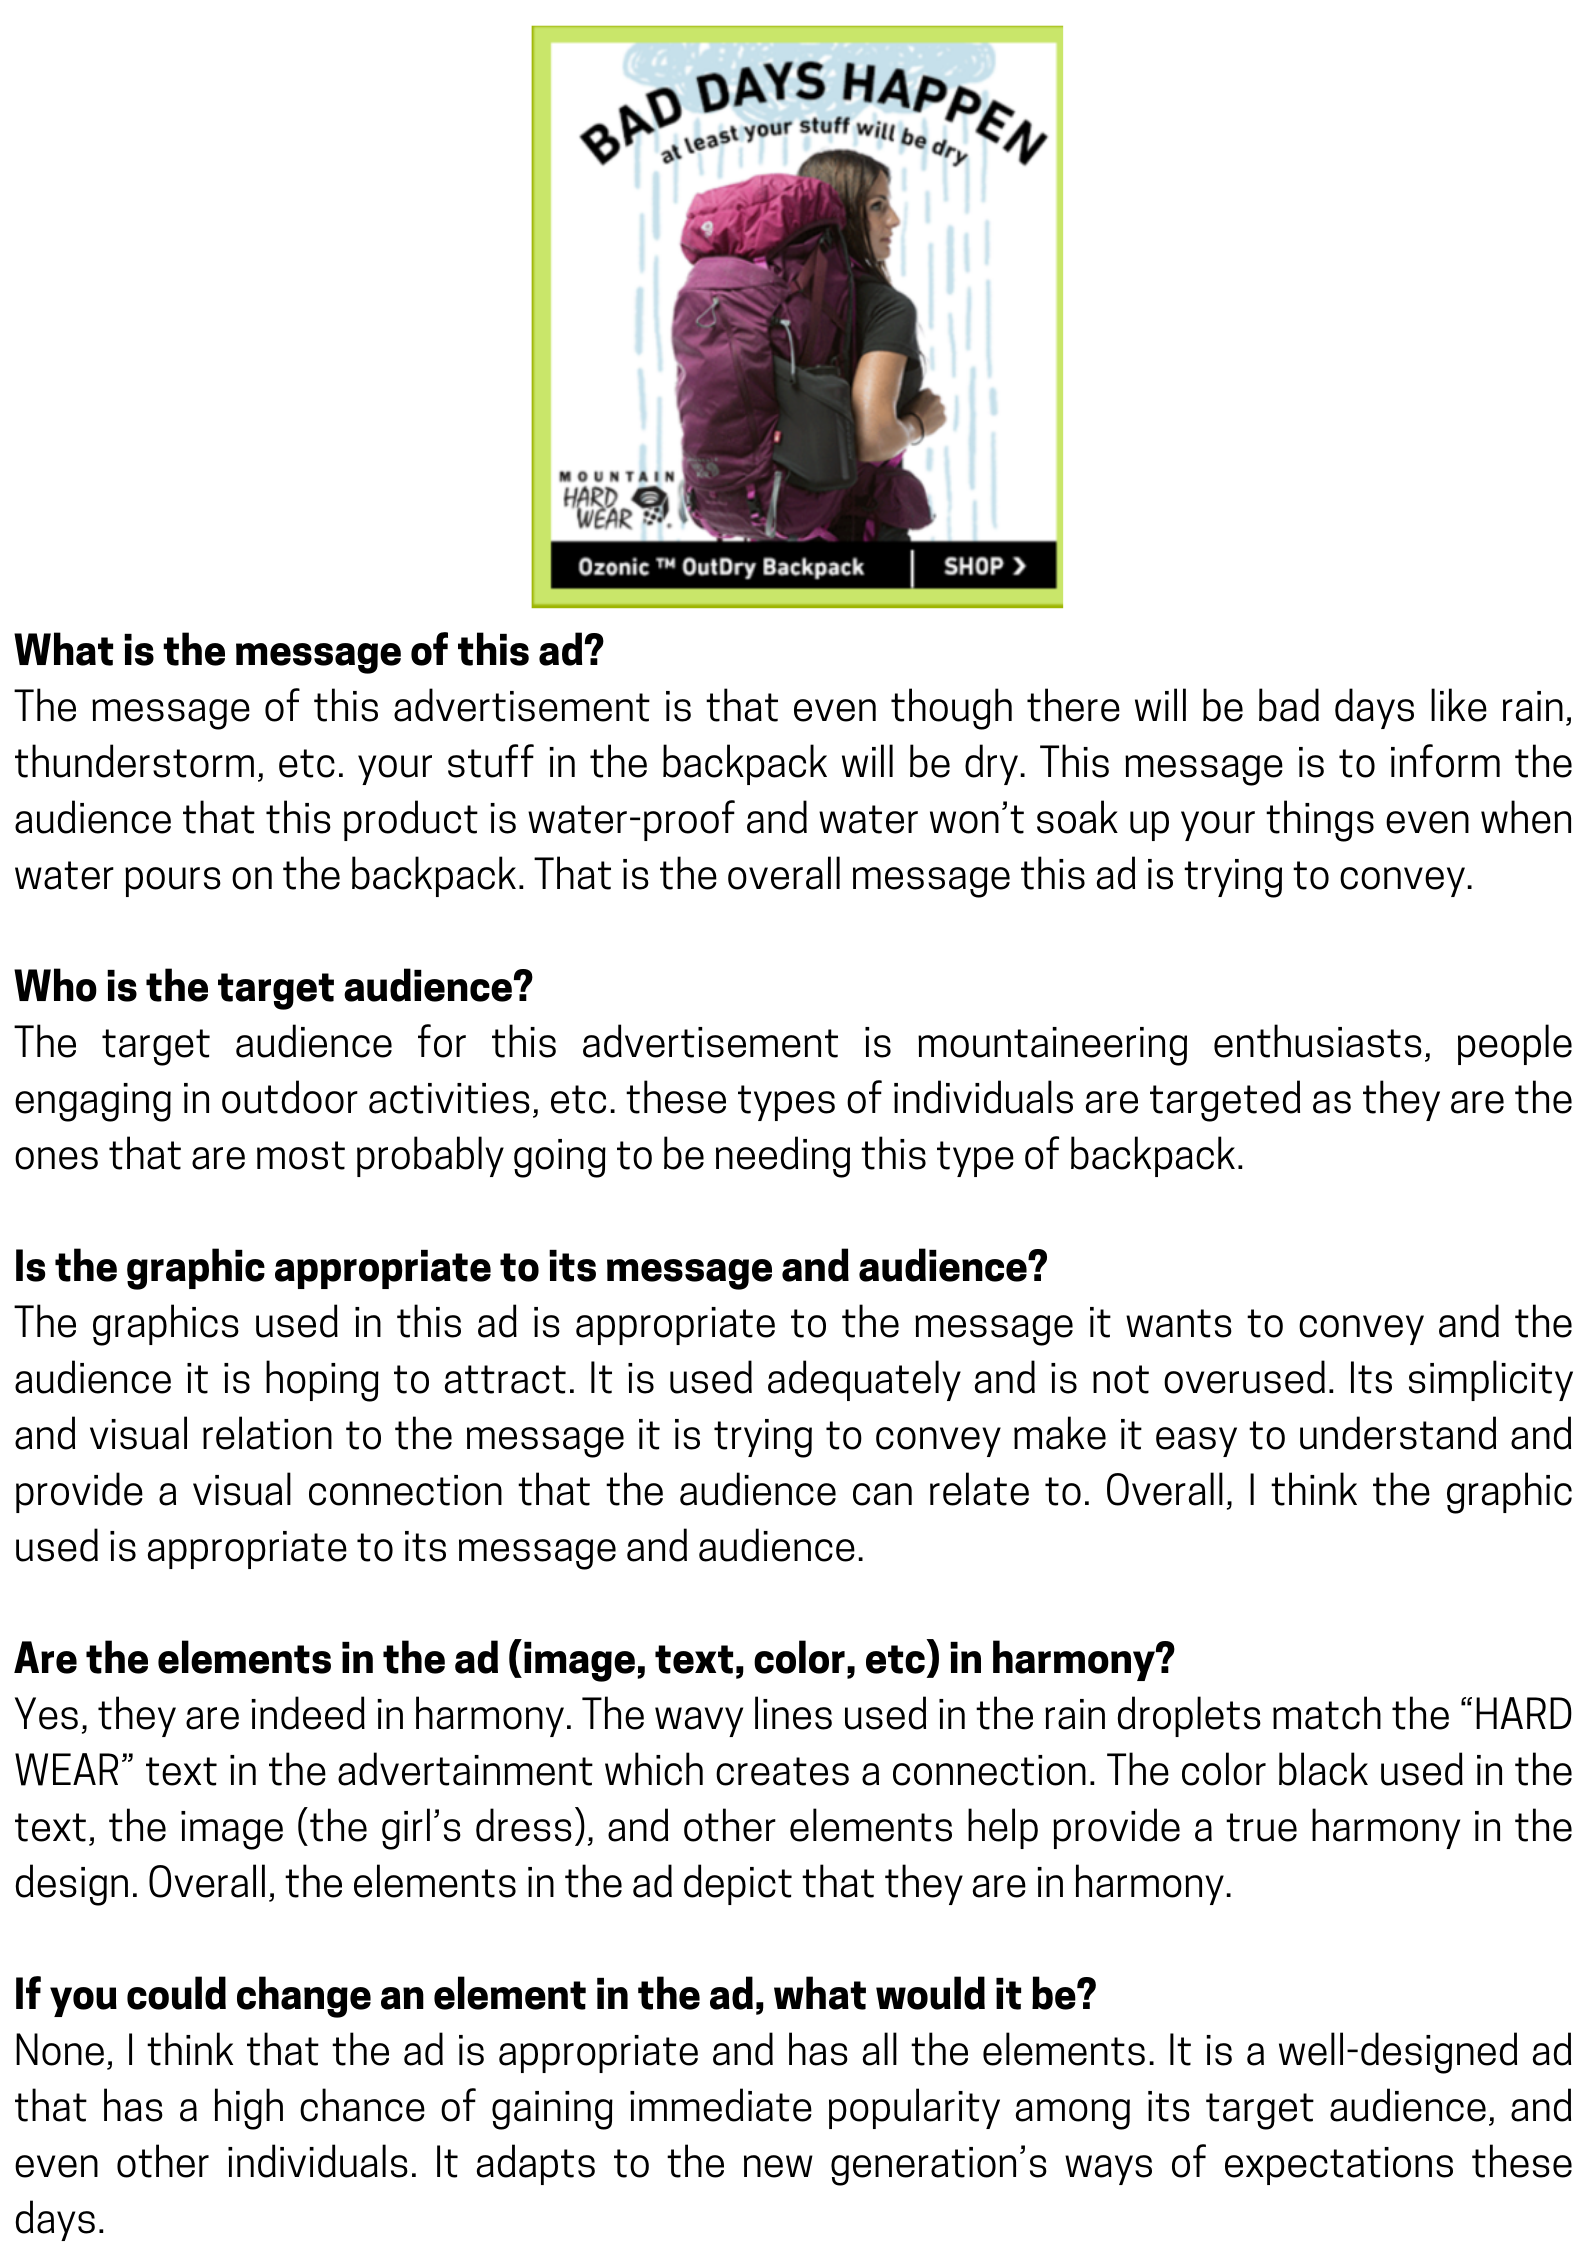 BAD DAYS HAPPEN
at least your stuff will be dry
MOUNTAIN
HARD
WEAR
Ozonic ™ OutDry Backpack | SHOP ❯
What is the message of this ad?
The message of this advertisement is that even though there will be bad days like rain,
thunderstorm, etc. your stuff in the backpack will be dry. This message is to inform the
audience that this product is water-proof and water won’t soak up your things even when
water pours on the backpack. That is the overall message this ad is trying to convey.
Who is the target audience?
The target audience for this advertisement is mountaineering enthusiasts, people
engaging in outdoor activities, etc. these types of individuals are targeted as they are the
ones that are most probably going to be needing this type of backpack.
Is the graphic appropriate to its message and audience?
The graphics used in this ad is appropriate to the message it wants to convey and the
audience it is hoping to attract. It is used adequately and is not overused. Its simplicity
and visual relation to the message it is trying to convey make it easy to understand and
provide a visual connection that the audience can relate to. Overall, I think the graphic
used is appropriate to its message and audience.
Are the elements in the ad (image, text, color, etc) in harmony?
Yes, they are indeed in harmony. The wavy lines used in the rain droplets match the “HARD
WEAR” text in the advertainment which creates a connection. The color black used in the
text, the image (the girl’s dress), and other elements help provide a true harmony in the
design. Overall, the elements in the ad depict that they are in harmony.
If you could change an element in the ad, what would it be?
None, I think that the ad is appropriate and has all the elements. It is a well-designed ad
that has a high chance of gaining immediate popularity among its target audience, and
even other individuals. It adapts to the new generation’s ways of expectations these
days.